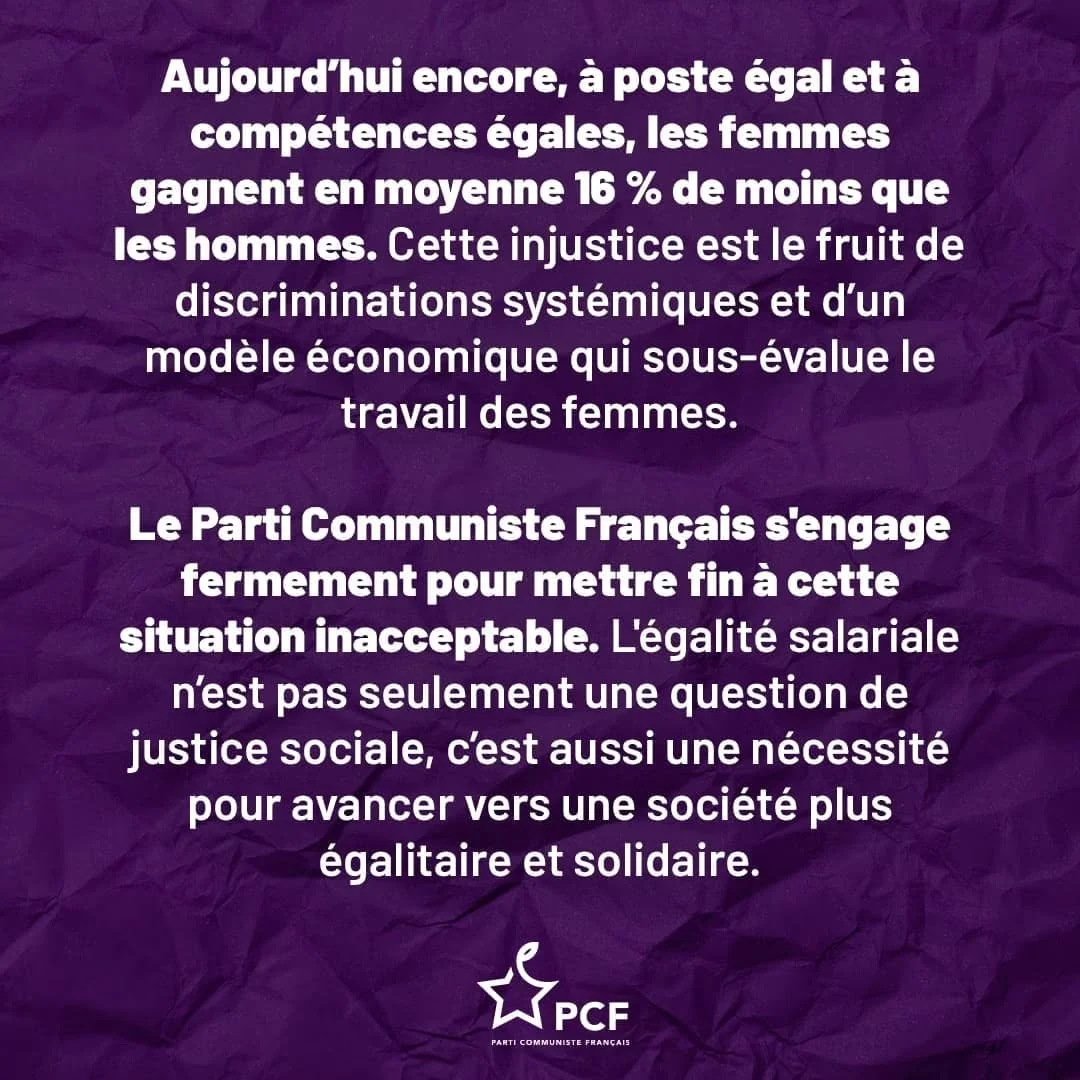 Aujourd’hui encore, à poste égal et à
compétences égales, les femmes
gagnent en moyenne 16 % de moins que
les hommes. Cette injustice est le fruit de
discriminations systémiques et d’un
modèle économique qui sous-évalue le
travail des femmes.
Le Parti Communiste Français s'engage
fermement pour mettre fin à cette
situation inacceptable. L'égalité salariale
n’est pas seulement une question de
justice sociale, c’est aussi une nécessité
pour avancer vers une société plus
égalitaire et solidaire.
PCF
PARTI COMMUNISTE FRANÇAIS